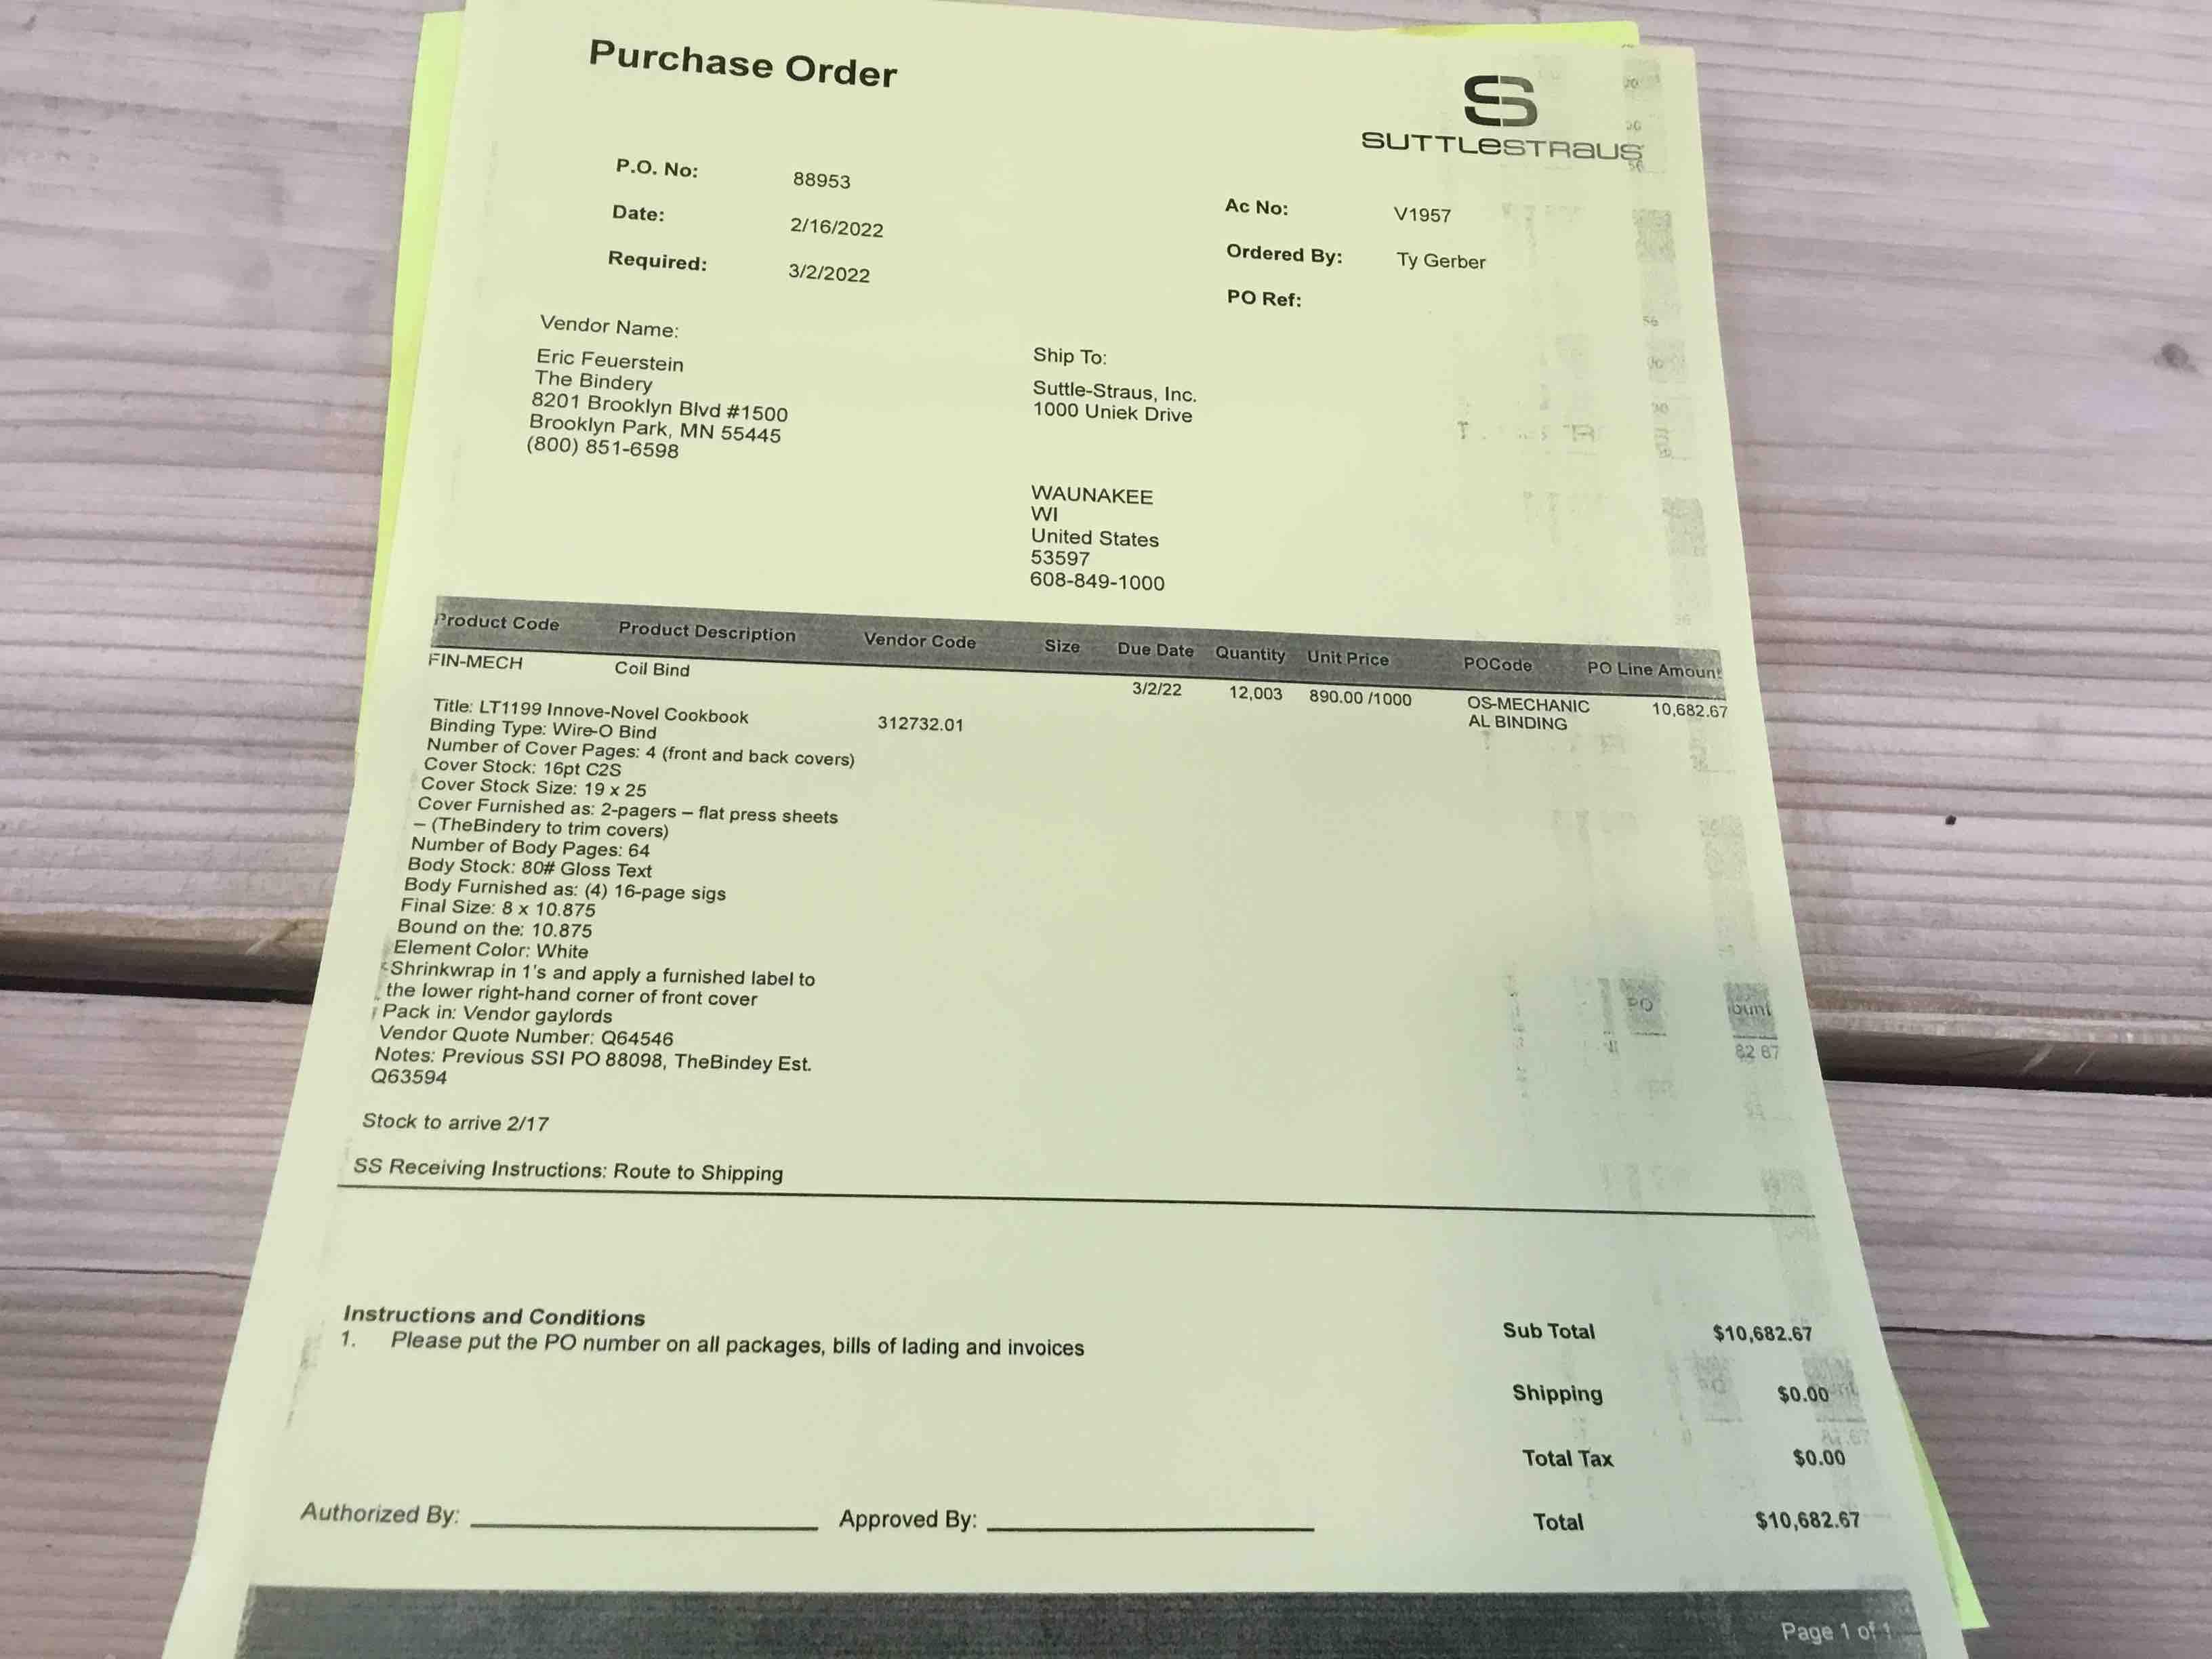 Purchase Order
SUTTLESTRAUS
P.O. No: 88953
Date: 2/16/2022
Required: 3/2/2022
Ac No: V1957
Ordered By: Ty Gerber
PO Ref:
Vendor Name:
Eric Feuerstein
The Bindery
8201 Brooklyn Blvd #1500
Brooklyn Park, MN 55445
(800) 851-6598
Ship To:
Suttle-Straus, Inc.
1000 Uniek Drive
WAUNAKEE
WI
United States
53597
608-849-1000
Product Code Product Description Vendor Code Size Due Date Quantity Unit Price POCode PO Line Amount
FIN-MECH Coil Bind 3/2/22 12,003 890.00 /1000 OS-MECHANIC 10,682.67
AL BINDING
Title: LT1199 Innove-Novel Cookbook 312732.01
Binding Type: Wire-O Bind
Number of Cover Pages: 4 (front and back covers)
Cover Stock: 16pt C2S
Cover Stock Size: 19 x 25
Cover Furnished as: 2-pagers – flat press sheets
– (TheBindery to trim covers)
Number of Body Pages: 64
Body Stock: 80# Gloss Text
Body Furnished as: (4) 16-page sigs
Final Size: 8 x 10.875
Bound on the: 10.875
Element Color: White
Shrinkwrap in 1's and apply a furnished label to
the lower right-hand corner of front cover
Pack in: Vendor gaylords
Vendor Quote Number: Q64546
Notes: Previous SSI PO 88098, TheBindey Est.
Q63594
Stock to arrive 2/17
SS Receiving Instructions: Route to Shipping
Instructions and Conditions
1. Please put the PO number on all packages, bills of lading and invoices
Sub Total $10,682.67
Shipping $0.00
Total Tax $0.00
Total $10,682.67
Authorized By: Approved By:
Page 1 of 1